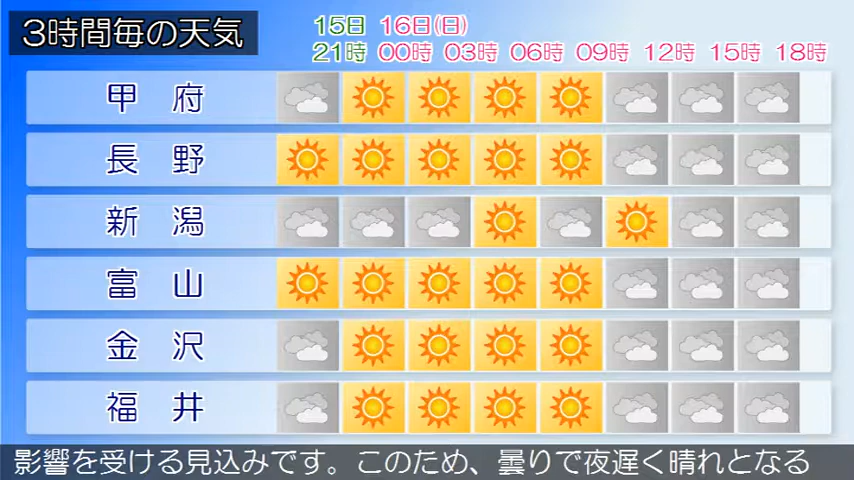 3時間毎の天気
15日 16日(日)
21時 00時 03時 06時 09時 12時 15時 18時
甲 府
長 野
新 潟
富 山
金 沢
福 井
影響を受ける見込みです。このため、曇りで夜遅く晴れとなる